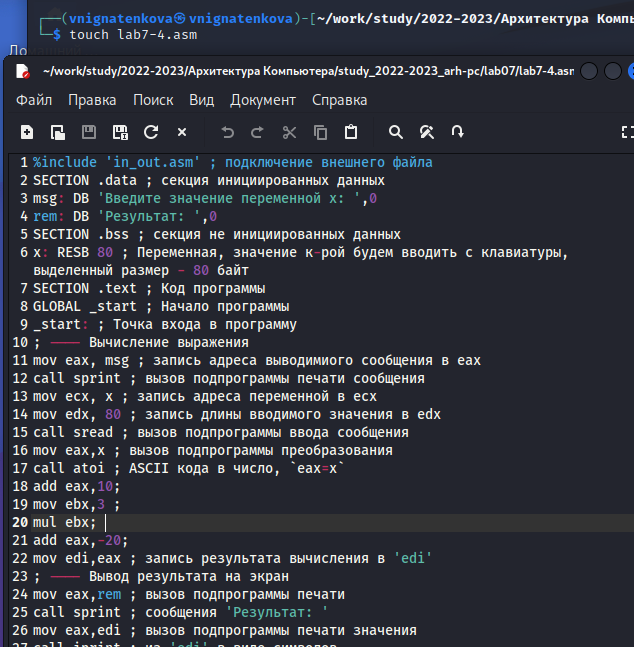 ┌──(vnignatenkova㉿vnignatenkova)-[~/work/study/2022-2023/Архитектура Компь
└─$ touch lab7-4.asm
~/work/study/2022-2023/Архитектура Компьютера/study_2022-2023_arh-pc/lab07/lab7-4.asm
Файл Правка Поиск Вид Документ Справка
1 %include 'in_out.asm' ; подключение внешнего файла
2 SECTION .data ; секция инициированных данных
3 msg: DB 'Введите значение переменной х: ',0
4 rem: DB 'Результат: ',0
5 SECTION .bss ; секция не инициированных данных
6 x: RESB 80 ; Переменная, значение к-рой будем вводить с клавиатуры,
выделенный размер - 80 байт
7 SECTION .text ; Код программы
8 GLOBAL _start ; Начало программы
9 _start: ; Точка входа в программу
10 ; ---- Вычисление выражения
11 mov eax, msg ; запись адреса выводимиого сообщения в eax
12 call sprint ; вызов подпрограммы печати сообщения
13 mov ecx, x ; запись адреса переменной в ecx
14 mov edx, 80 ; запись длины вводимого значения в edx
15 call sread ; вызов подпрограммы ввода сообщения
16 mov eax,x ; вызов подпрограммы преобразования
17 call atoi ; ASCII кода в число, `eax=x`
18 add eax,10;
19 mov ebx,3 ;
20 mul ebx;
21 add eax,-20;
22 mov edi,eax ; запись результата вычисления в 'edi'
23 ; ---- Вывод результата на экран
24 mov eax,rem ; вызов подпрограммы печати
25 call sprint ; сообщения 'Результат: '
26 mov eax,edi ; вызов подпрограммы печати значения
27 call iprint ; из 'edi' в виде символов